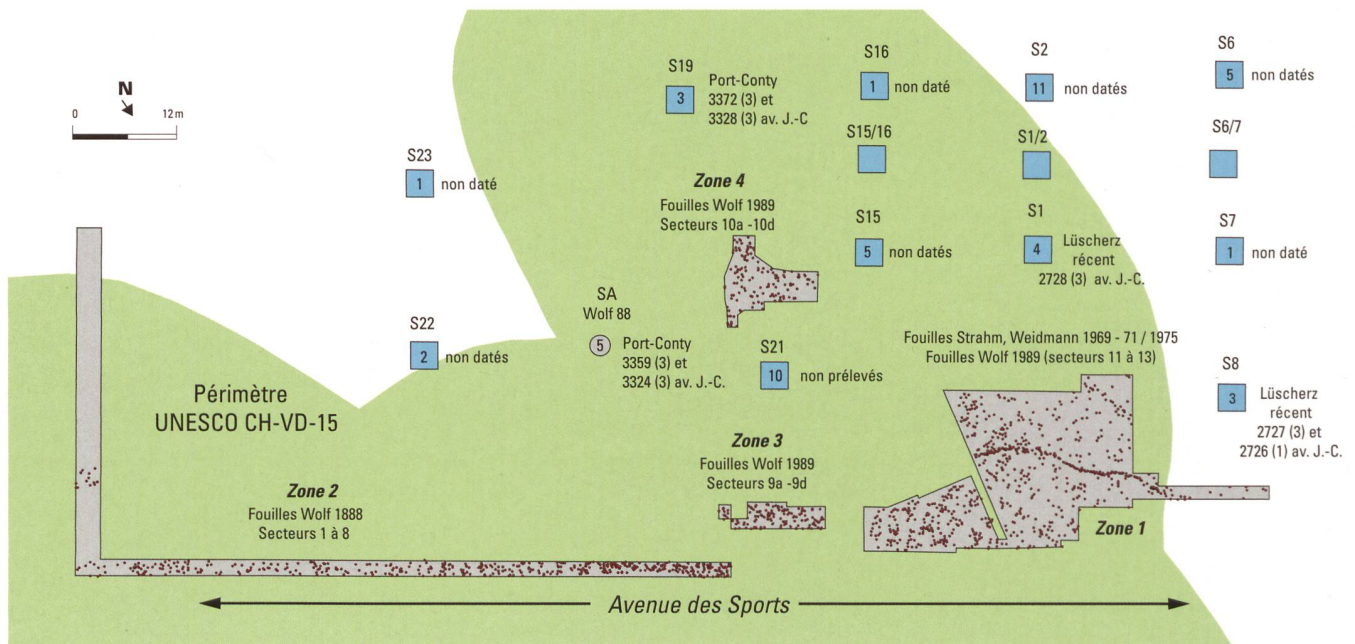 N
0
12 m
S23
1
non daté
S22
2
non datés
S19
3
Port-Conty
3372 (3) et
3328 (3) av. J.-C
S16
1
non daté
S2
11
non datés
S6
5
non datés
S15/16
S1/2
S6/7
Zone 4
Fouilles Wolf 1989
Secteurs 10a -10d
S15
5
non datés
S1
4
Lüscherz
récent
2728 (3) av. J.-C.
S7
1
non daté
SA
Wolf 88
5
Port-Conty
3359 (3) et
3324 (3) av. J.-C.
S21
10
non prélevés
Fouilles Strahm, Weidmann 1969 - 71 / 1975
Fouilles Wolf 1989 (secteurs 11 à 13)
S8
3
Lüscherz
récent
2727 (3) et
2726 (1) av. J.-C.
Périmètre
UNESCO CH-VD-15
Zone 3
Fouilles Wolf 1989
Secteurs 9a -9d
Zone 2
Fouilles Wolf 1888
Secteurs 1 à 8
Zone 1
Avenue des Sports